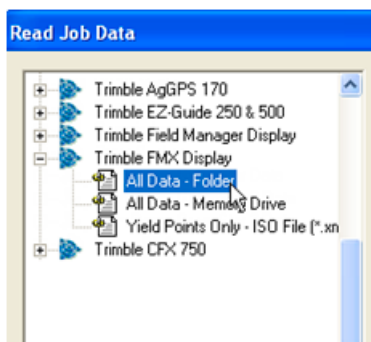 Read Job Data
Trimble AgGPS 170
Trimble EZ-Guide 250 & 500
Trimble Field Manager Display
Trimble FMX Display
All Data - Folder
All Data - Memory Drive
Yield Points Only - ISO File (*.xn
Trimble CFX 750